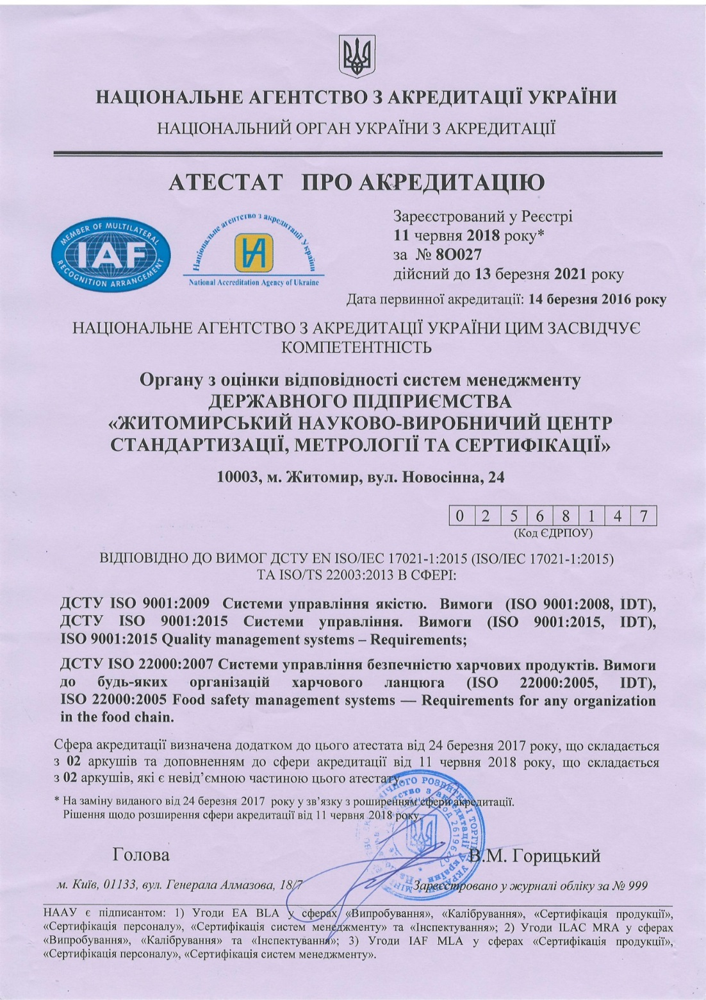 НАЦІОНАЛЬНЕ АГЕНТСТВО З АКРЕДИТАЦІЇ УКРАЇНИ
НАЦІОНАЛЬНИЙ ОРГАН УКРАЇНИ З АКРЕДИТАЦІЇ
АТЕСТАТ ПРО АКРЕДИТАЦІЮ
MEMBER OF MULTILATERAL
IAF
RECOGNITION ARRANGEMENT
Національне агентство з акредитації України
National Accreditation Agency of Ukraine
Зареєстрований у Реєстрі
11 червня 2018 року*
за № 8О027
дійсний до 13 березня 2021 року
Дата первинної акредитації: 14 березня 2016 року
НАЦІОНАЛЬНЕ АГЕНТСТВО З АКРЕДИТАЦІЇ УКРАЇНИ ЦИМ ЗАСВІДЧУЄ
КОМПЕТЕНТНІСТЬ
Органу з оцінки відповідності систем менеджменту
ДЕРЖАВНОГО ПІДПРИЄМСТВА
«ЖИТОМИРСЬКИЙ НАУКОВО-ВИРОБНИЧИЙ ЦЕНТР
СТАНДАРТИЗАЦІЇ, МЕТРОЛОГІЇ ТА СЕРТИФІКАЦІЇ»
10003, м. Житомир, вул. Новосінна, 24
0 2 5 6 8 1 4 7
(Код ЄДРПОУ)
ВІДПОВІДНО ДО ВИМОГ ДСТУ EN ISO/IEC 17021-1:2015 (ISO/IEC 17021-1:2015)
ТА ISO/TS 22003:2013 В СФЕРІ:
ДСТУ ISO 9001:2009 Системи управління якістю. Вимоги (ISO 9001:2008, IDT),
ДСТУ ISO 9001:2015 Системи управління. Вимоги (ISO 9001:2015, IDT),
ISO 9001:2015 Quality management systems – Requirements;
ДСТУ ISO 22000:2007 Системи управління безпечністю харчових продуктів. Вимоги
до будь-яких організацій харчового ланцюга (ISO 22000:2005, IDT),
ISO 22000:2005 Food safety management systems — Requirements for any organization
in the food chain.
Сфера акредитації визначена додатком до цього атестата від 24 березня 2017 року, що складається
з 02 аркушів та доповненням до сфери акредитації від 11 червня 2018 року, що складається
з 02 аркушів, які є невід’ємною частиною цього атестату.
* На заміну виданого від 24 березня 2017 року у зв’язку з роширенням сфери акредитації.
Рішення щодо розширення сфери акредитації від 11 червня 2018 року.
Голова
В.М. Горицький
м. Київ, 01133, вул. Генерала Алмазова, 18/7
Зареєстровано у журналі обліку за № 999
НААУ є підписантом: 1) Угоди EA BLA у сферах «Випробування», «Калібрування», «Сертифікація продукції»,
«Сертифікація персоналу», «Сертифікація систем менеджменту» та «Інспектування»; 2) Угоди ILAC MRA у сферах
«Випробування», «Калібрування» та «Інспектування»; 3) Угоди IAF MLA у сферах «Сертифікація продукції»,
«Сертифікація персоналу», «Сертифікація систем менеджменту».